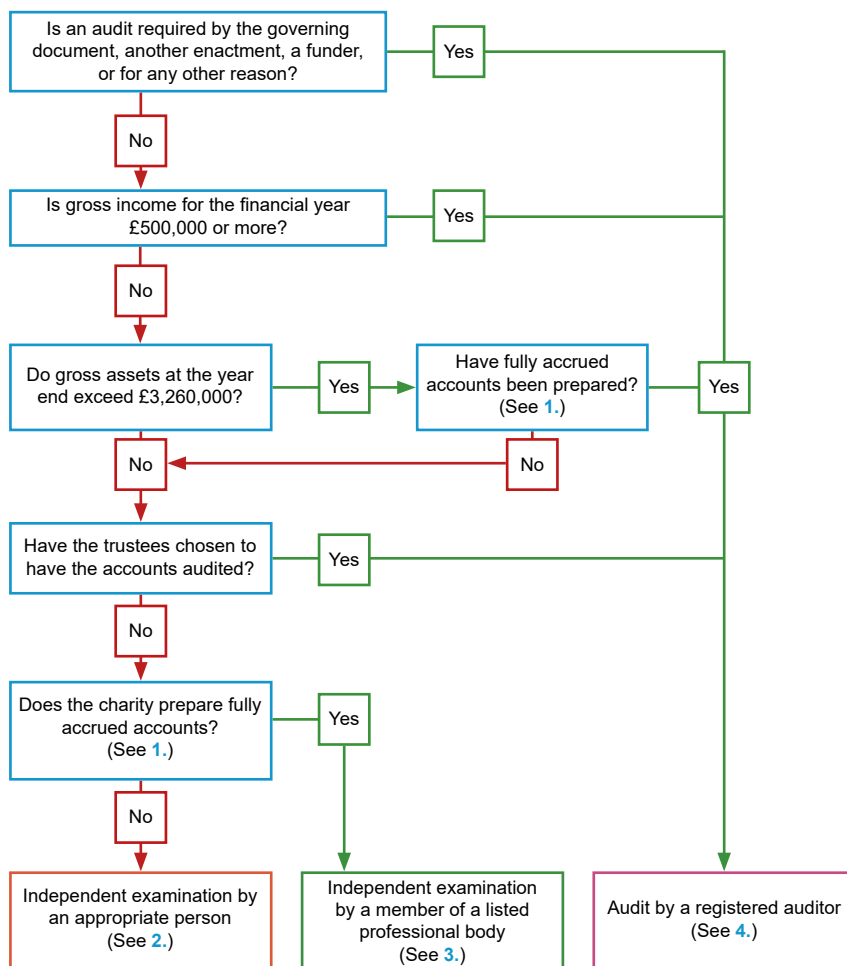 Is an audit required by the governing
document, another enactment, a funder,
or for any other reason?
Yes
No
Is gross income for the financial year
£500,000 or more?
Yes
No
Do gross assets at the year
end exceed £3,260,000?
Yes
Have fully accrued
accounts been prepared?
(See 1.)
Yes
No
No
Have the trustees chosen to
have the accounts audited?
Yes
No
Does the charity prepare fully
accrued accounts?
(See 1.)
Yes
No
Independent examination by
an appropriate person
(See 2.)
Independent examination
by a member of a listed
professional body
(See 3.)
Audit by a registered auditor
(See 4.)